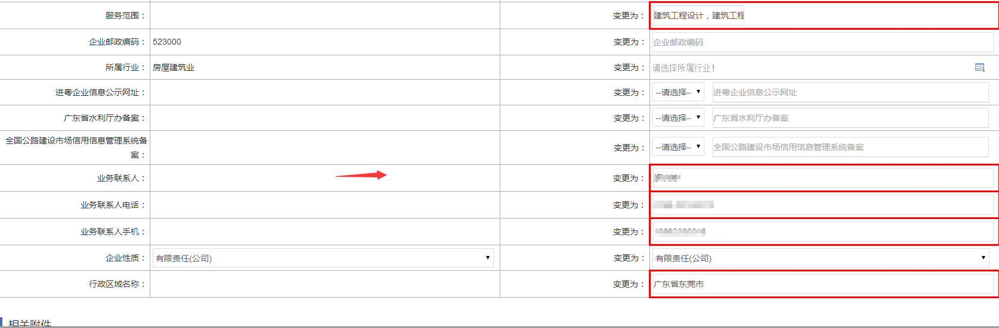 服务范围： 变更为： 建筑工程设计，建筑工程
企业邮政编码： 523000 变更为： 企业邮政编码
所属行业： 房屋建筑业 变更为： 请选择所属行业！
进粤企业信息公示网址： 变更为： --请选择-- 进粤企业信息公示网址
广东省水利厅办备案： 变更为： --请选择-- 广东省水利厅办备案
全国公路建设市场信用信息管理系统备
案： 变更为： --请选择-- 全国公路建设市场信用信息管理系统备案
业务联系人： 变更为：
业务联系人电话： 变更为：
业务联系人手机： 变更为：
企业性质： 有限责任(公司) 变更为： 有限责任(公司)
行政区域名称： 变更为： 广东省东莞市
相关附件